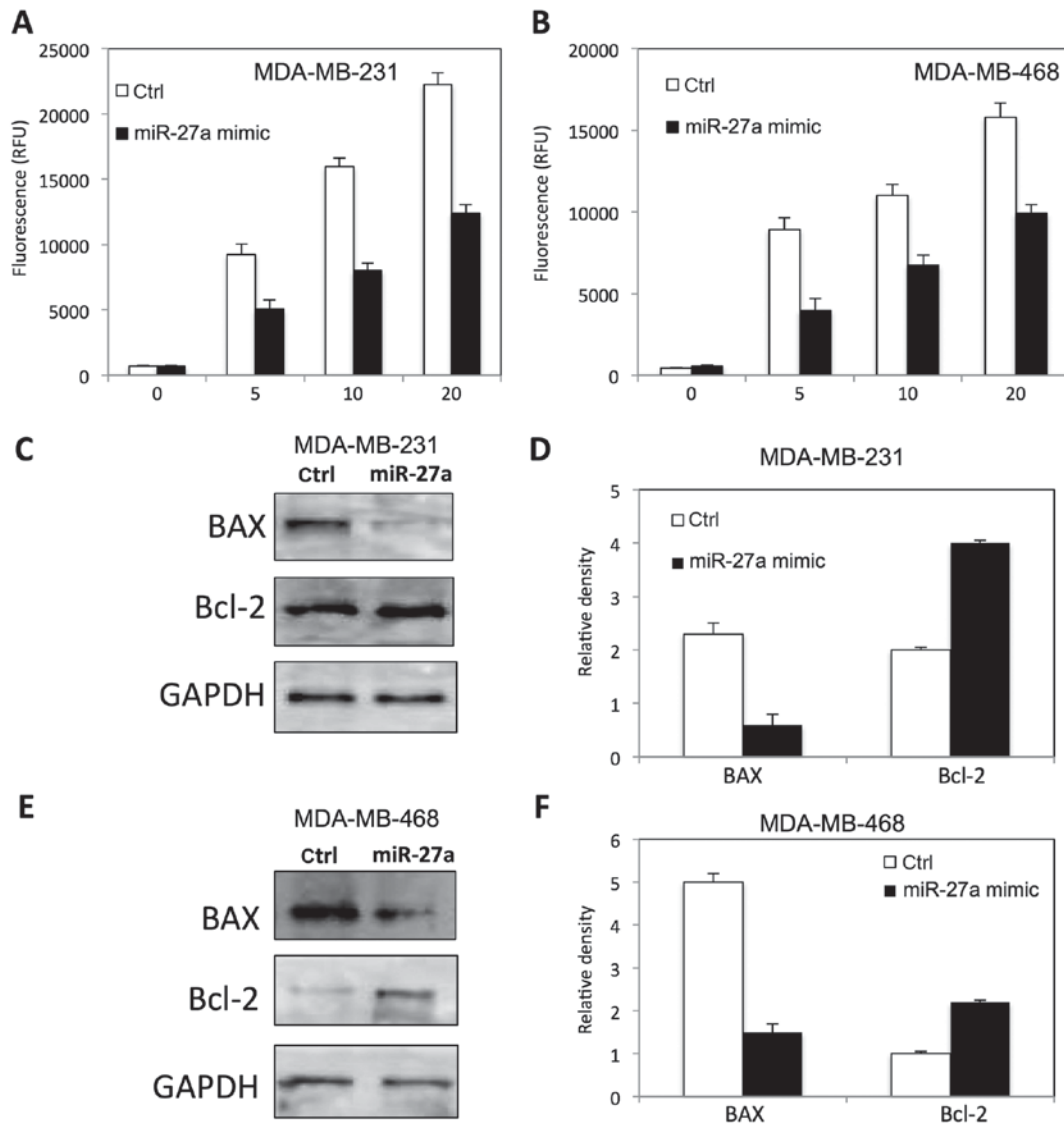 A
MDA-MB-231
Fluorescence (RFU)
25000
20000
15000
10000
5000
0
Ctrl
miR-27a mimic
0 5 10 20
B
MDA-MB-468
Fluorescence (RFU)
20000
15000
10000
5000
0
Ctrl
miR-27a mimic
0 5 10 20
C
MDA-MB-231
Ctrl miR-27a
BAX
Bcl-2
GAPDH
D
MDA-MB-231
Relative density
5
4
3
2
1
0
Ctrl
miR-27a mimic
BAX Bcl-2
E
MDA-MB-468
Ctrl miR-27a
BAX
Bcl-2
GAPDH
F
MDA-MB-468
Relative density
6
5
4
3
2
1
0
Ctrl
miR-27a mimic
BAX Bcl-2